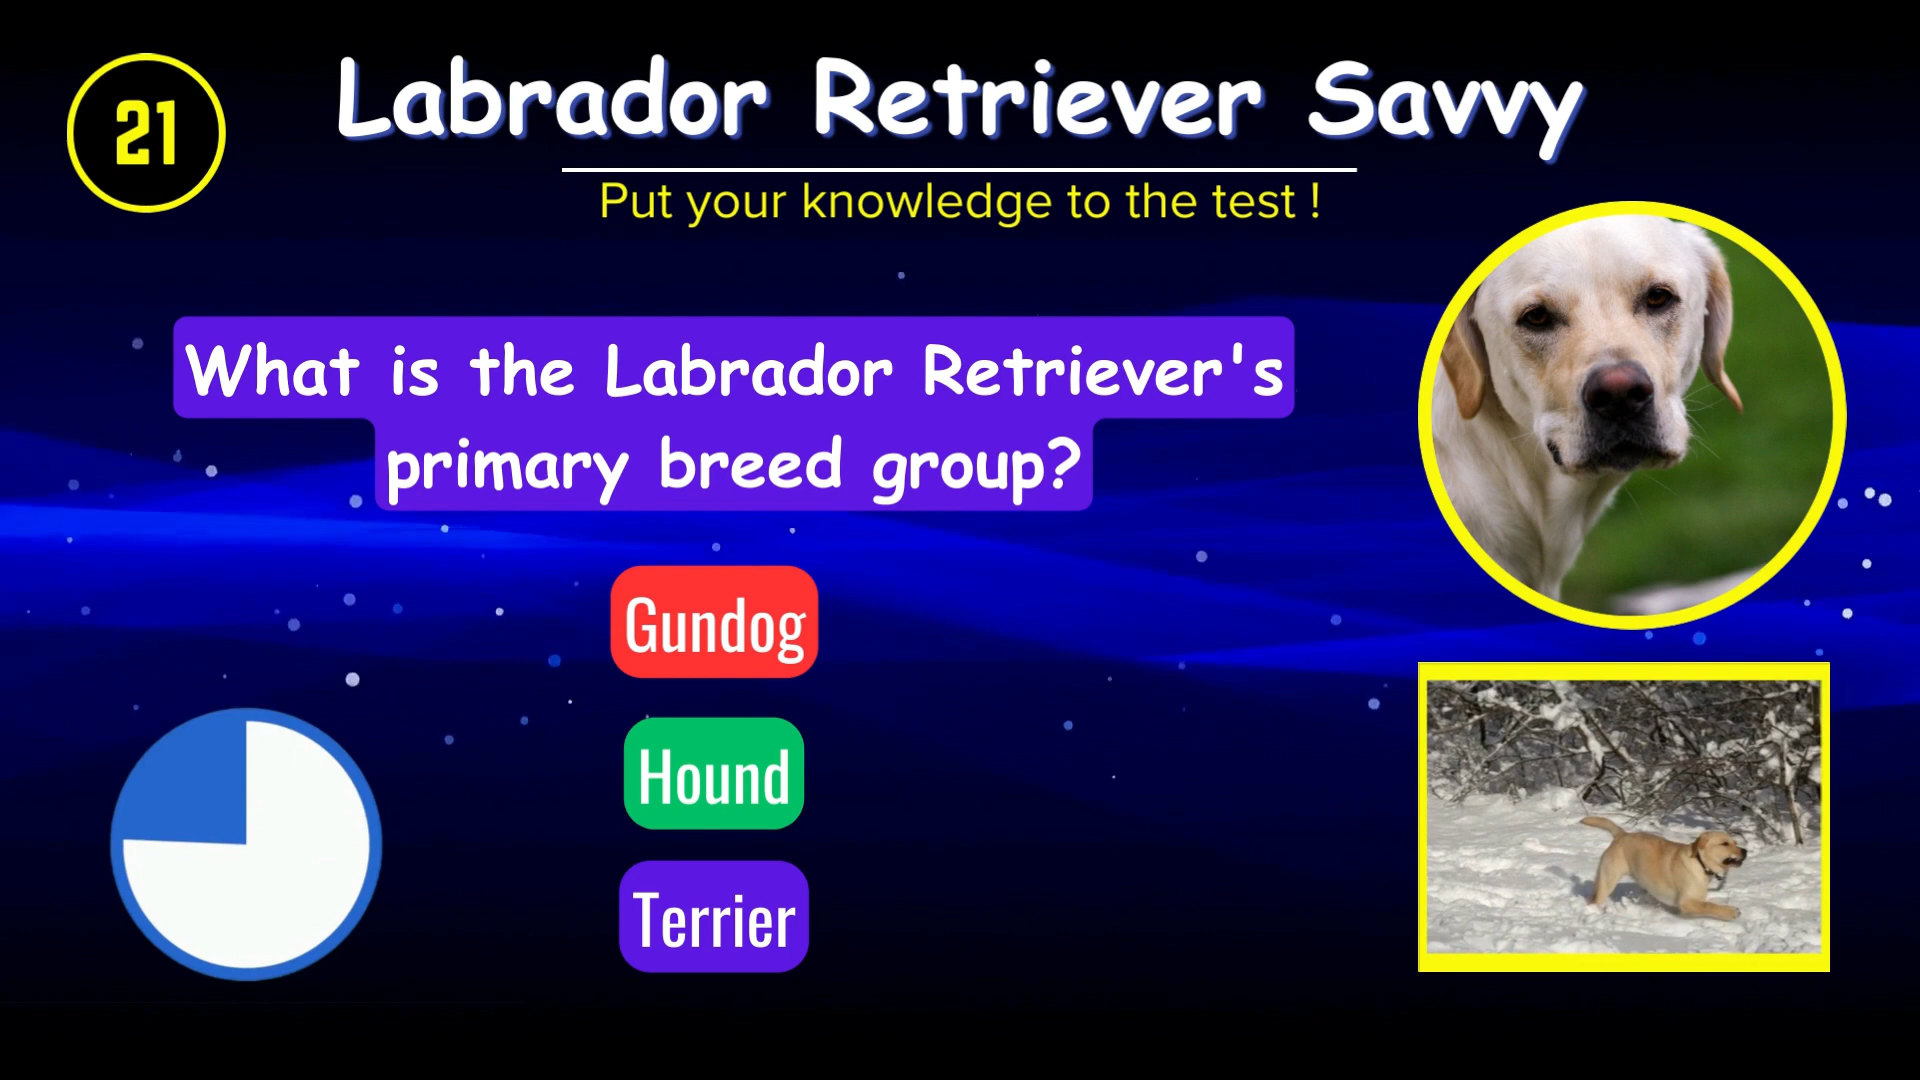 21
Labrador Retriever Savvy
Put your knowledge to the test !
What is the Labrador Retriever's
primary breed group?
Gundog
Hound
Terrier